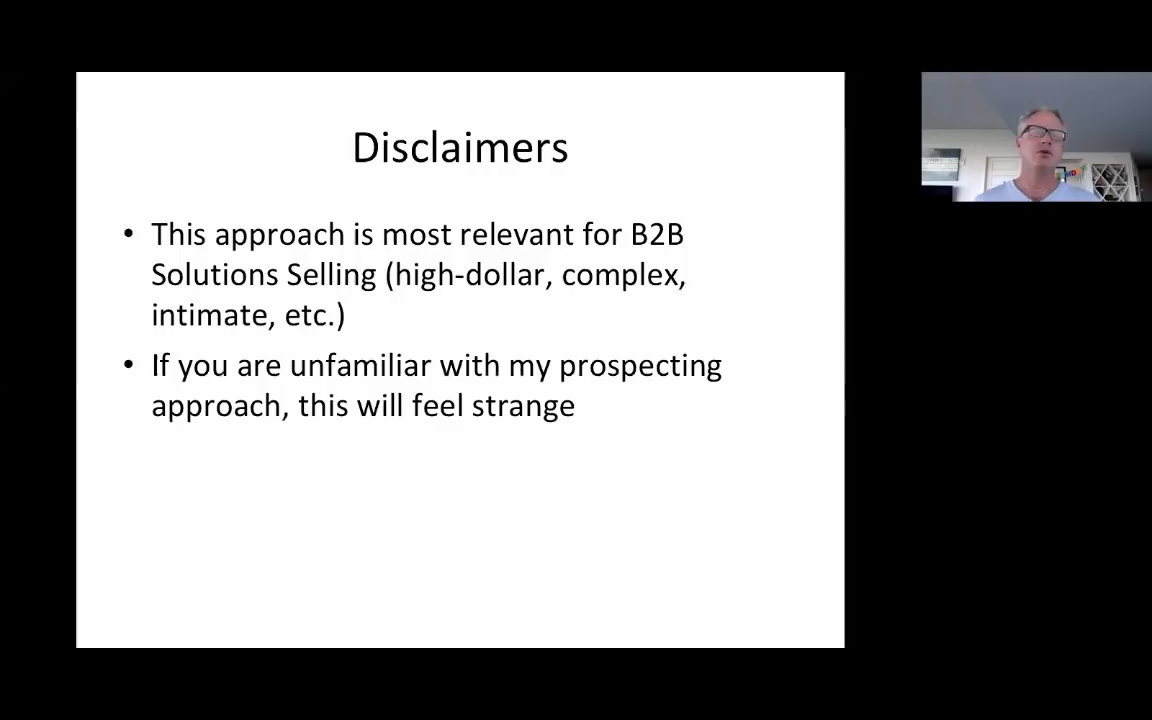 Disclaimers
• This approach is most relevant for B2B
Solutions Selling (high-dollar, complex,
intimate, etc.)
• If you are unfamiliar with my prospecting
approach, this will feel strange